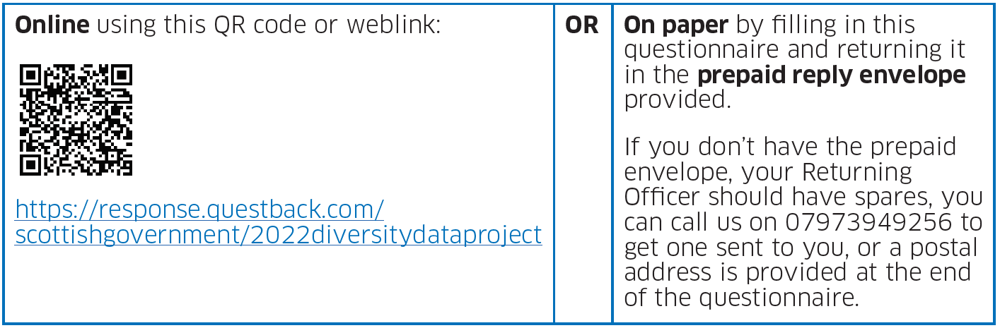 Online using this QR code or weblink:
https://response.questback.com/
scottishgovernment/2022diversitydataproject
OR
On paper by filling in this
questionnaire and returning it
in the prepaid reply envelope
provided.
If you don’t have the prepaid
envelope, your Returning
Officer should have spares, you
can call us on 07973949256 to
get one sent to you, or a postal
address is provided at the end
of the questionnaire.